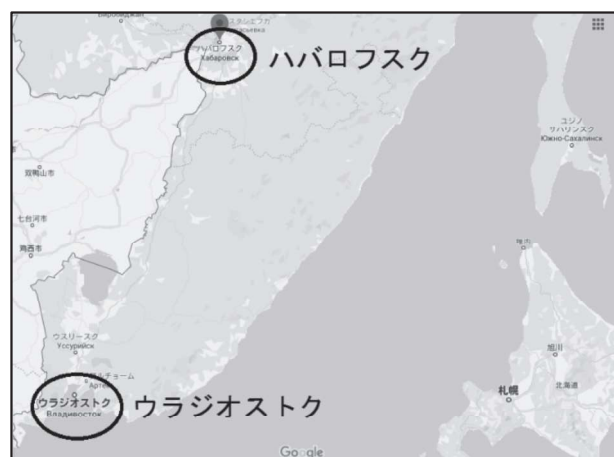 ハバロフスク
Хабаровск
ハバロフスク
ユジノ
サハリンスク
Южно-Сахалинск
双鴨山市
七台河市
鶏西市
ウスリースク
Уссурийск
旭川
ウラジオストク
Владивосток
ウラジオストク
札幌
北海道
Google